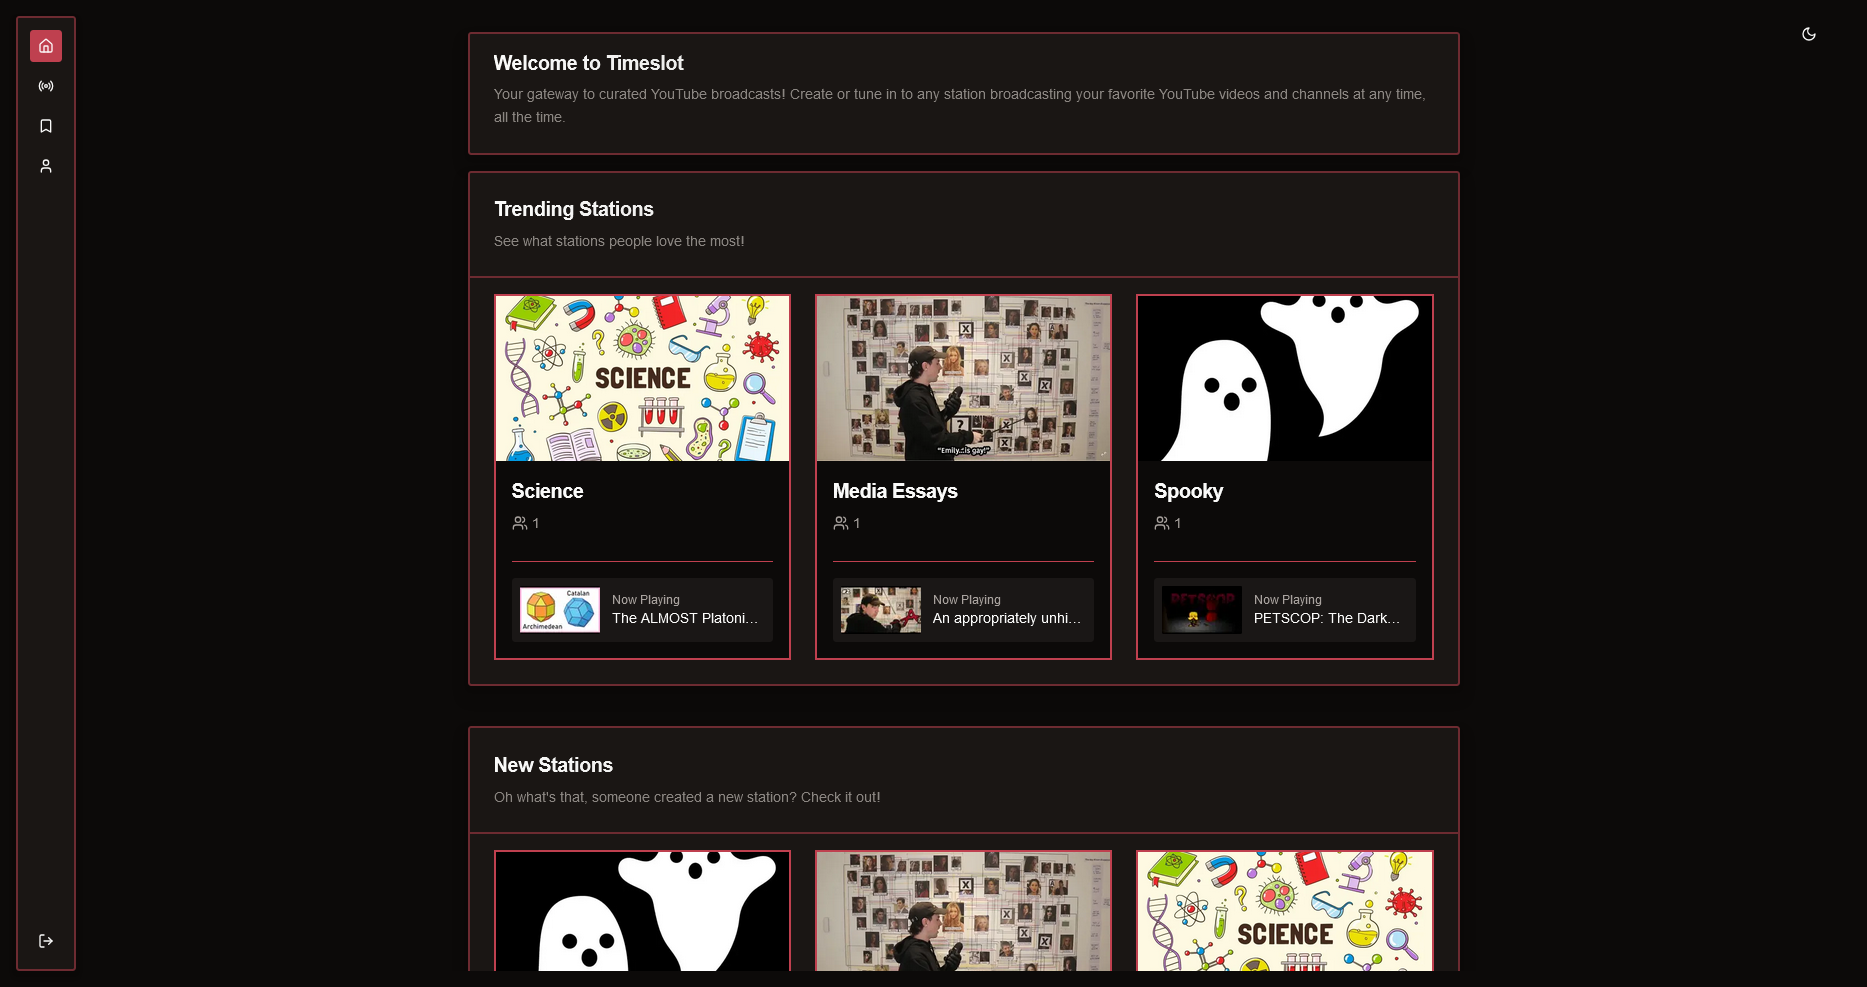 Welcome to Timeslot
Your gateway to curated YouTube broadcasts! Create or tune in to any station broadcasting your favorite YouTube videos and channels at any time,
all the time.
Trending Stations
See what stations people love the most!
SCIENCE
"Emily...is gay!"
Science
1
Catalan
Archimedean
Now Playing
The ALMOST Platoni...
Media Essays
1
Now Playing
An appropriately unhi...
Spooky
1
PETSCOP
Now Playing
PETSCOP: The Dark...
New Stations
Oh what's that, someone created a new station? Check it out!
SCIENCE